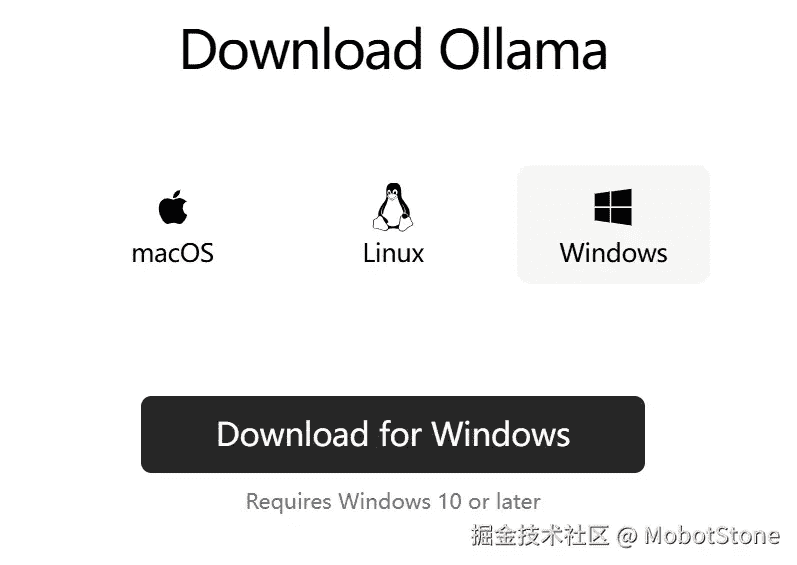 Download Ollama
macOS Linux Windows
Download for Windows
Requires Windows 10 or later
掘金技术社区 @ MobotStone